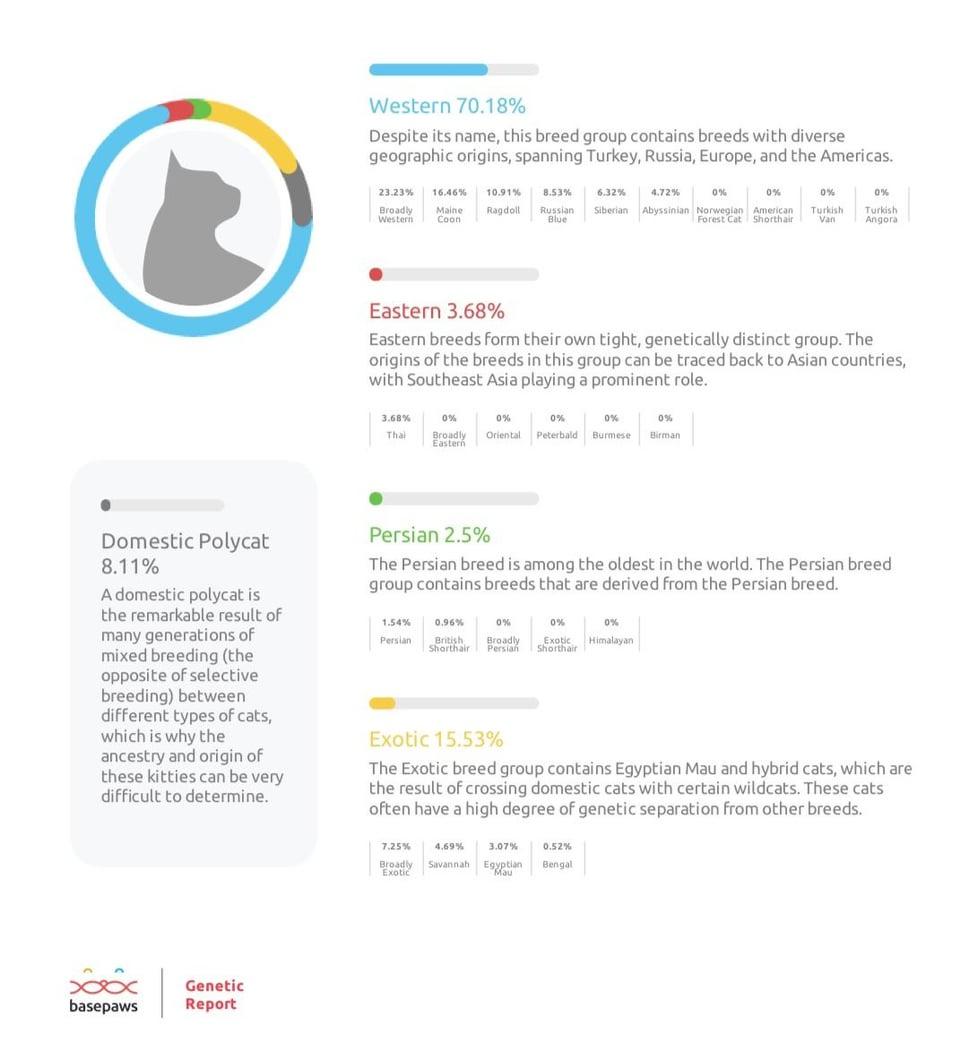 Western 70.18%
Despite its name, this breed group contains breeds with diverse
geographic origins, spanning Turkey, Russia, Europe, and the Americas.
23.23% 16.46% 10.91% 8.53% 6.32% 4.72% 0% 0% 0% 0%
Broadly Maine Ragdoll Russian Siberian Abyssinian Norwegian American Turkish Turkish
Western Coon Blue Forest Cat Shorthair Van Angora
Eastern 3.68%
Eastern breeds form their own tight, genetically distinct group. The
origins of the breeds in this group can be traced back to Asian countries,
with Southeast Asia playing a prominent role.
3.68% 0% 0% 0% 0% 0%
Thai Broadly Oriental Peterbald Burmese Birman
Eastern
Domestic Polycat
8.11%
A domestic polycat is
the remarkable result of
many generations of
mixed breeding (the
opposite of selective
breeding) between
different types of cats,
which is why the
ancestry and origin of
these kitties can be very
difficult to determine.
Persian 2.5%
The Persian breed is among the oldest in the world. The Persian breed
group contains breeds that are derived from the Persian breed.
1.54% 0.96% 0% 0% 0%
Persian British Broadly Exotic Himalayan
Shorthair Persian Shorthair
Exotic 15.53%
The Exotic breed group contains Egyptian Mau and hybrid cats, which are
the result of crossing domestic cats with certain wildcats. These cats
often have a high degree of genetic separation from other breeds.
7.25% 4.69% 3.07% 0.52%
Broadly Savannah Egyptian Bengal
Exotic Mau
basepaws
Genetic
Report